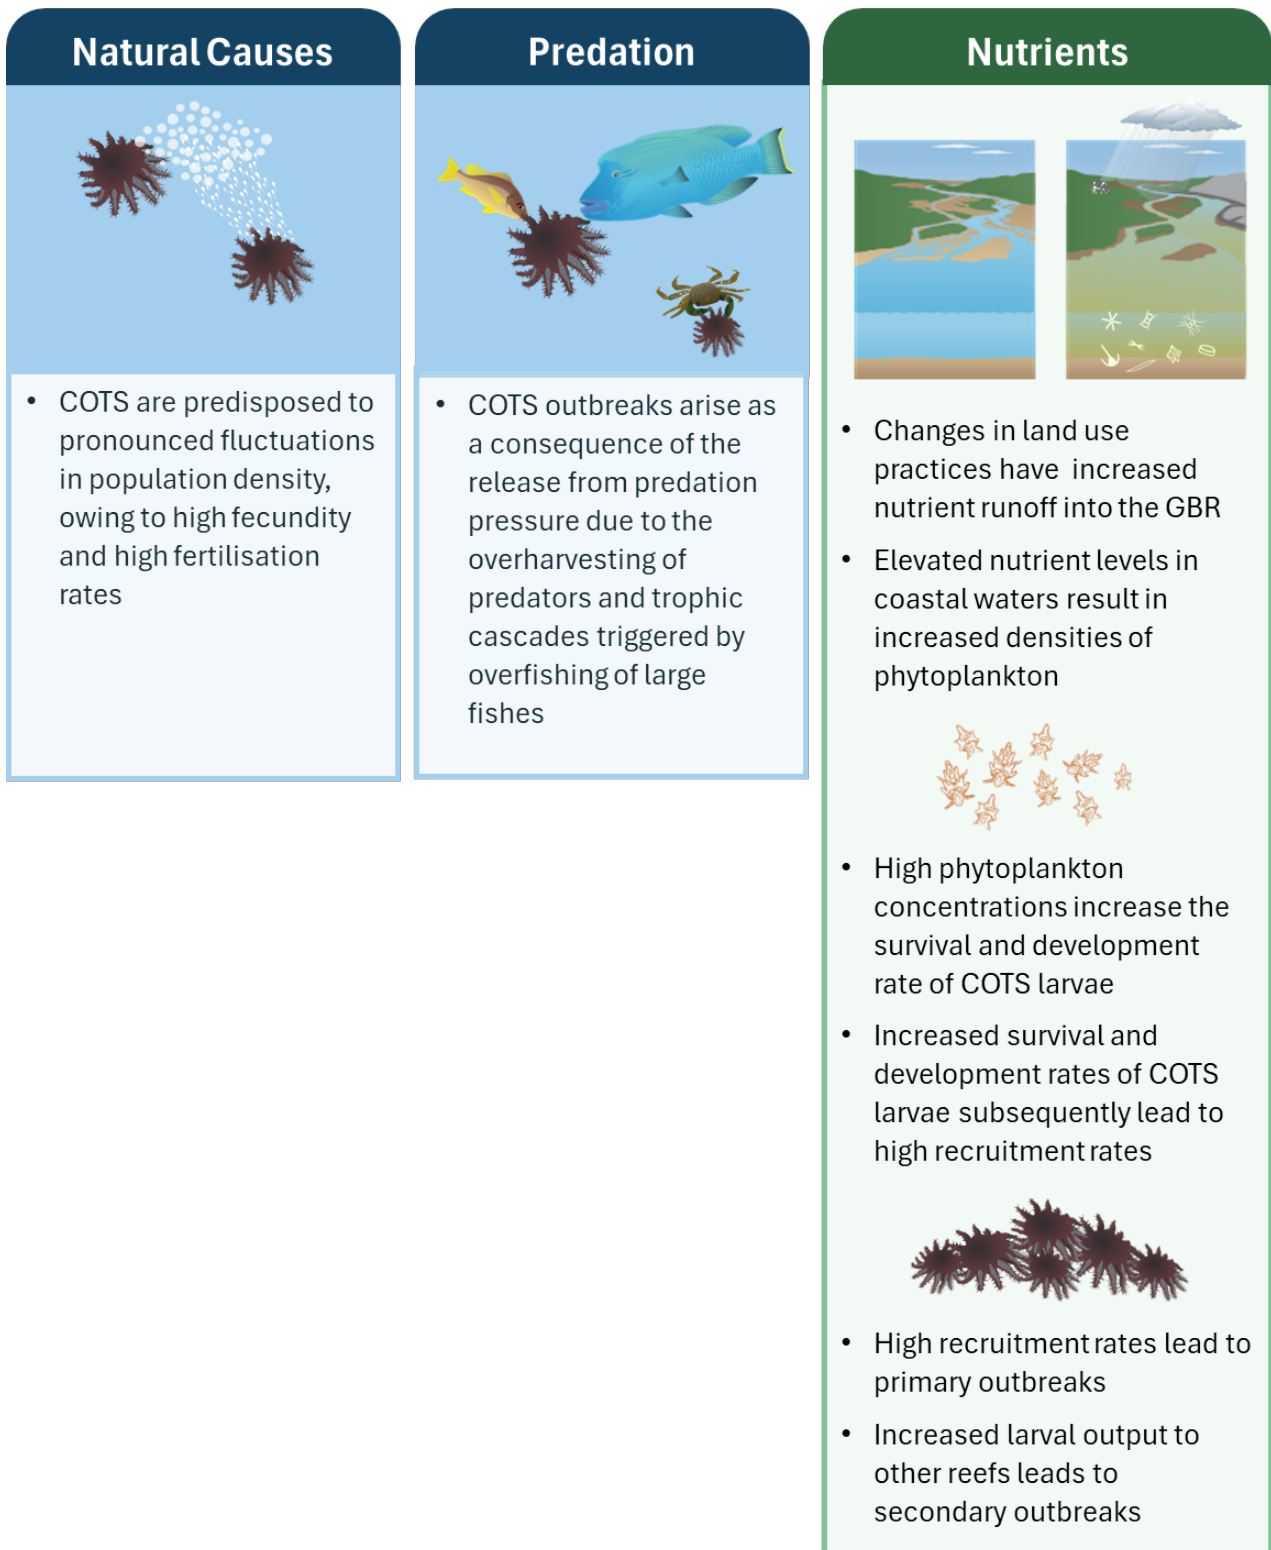 Natural Causes
• COTS are predisposed to
pronounced fluctuations
in population density,
owing to high fecundity
and high fertilisation
rates
Predation
• COTS outbreaks arise as
a consequence of the
release from predation
pressure due to the
overharvesting of
predators and trophic
cascades triggered by
overfishing of large
fishes
Nutrients
• Changes in land use
practices have increased
nutrient runoff into the GBR
• Elevated nutrient levels in
coastal waters result in
increased densities of
phytoplankton
• High phytoplankton
concentrations increase the
survival and development
rate of COTS larvae
• Increased survival and
development rates of COTS
larvae subsequently lead to
high recruitment rates
• High recruitment rates lead to
primary outbreaks
• Increased larval output to
other reefs leads to
secondary outbreaks